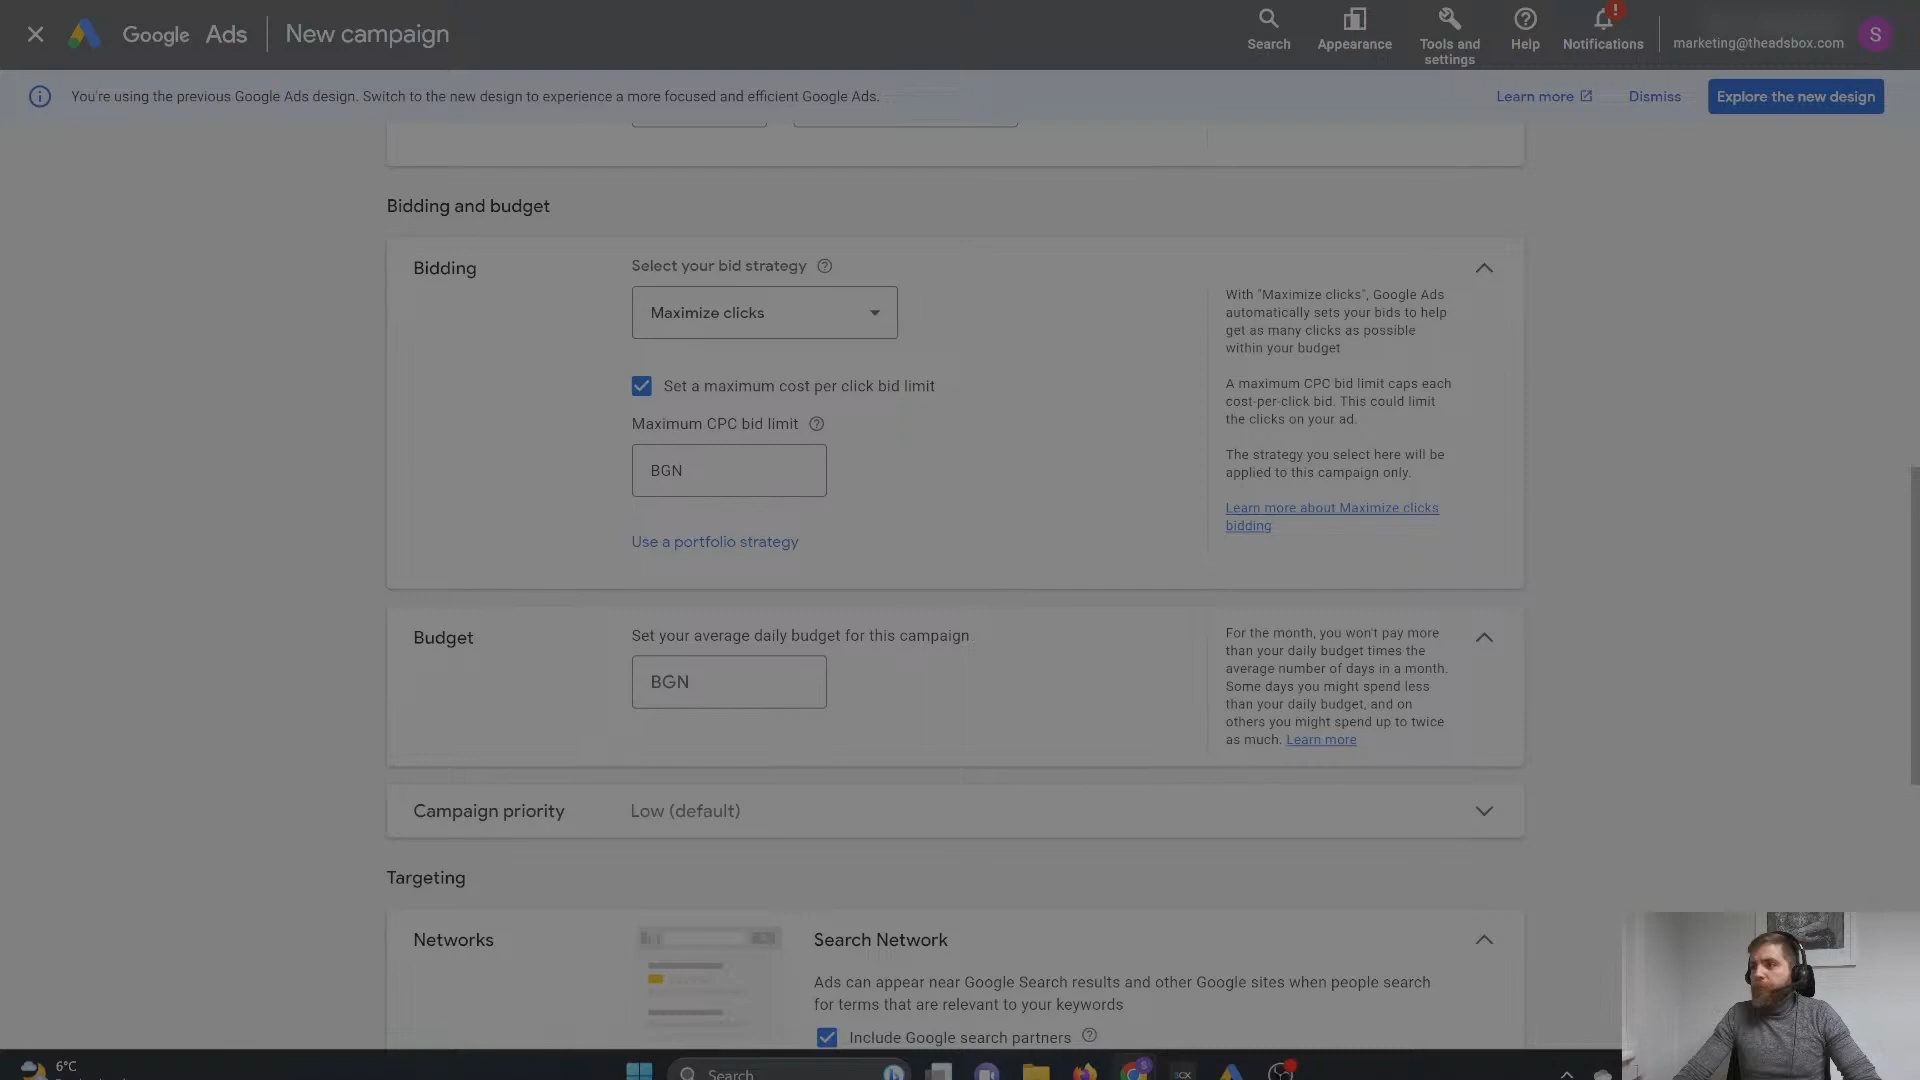 Google Ads
New campaign
Search
Appearance
Tools and
settings
Help
Notifications
marketing@theadsbox.com
S
You're using the previous Google Ads design. Switch to the new design to experience a more focused and efficient Google Ads.
Learn more
Dismiss
Explore the new design
Bidding and budget
Bidding
Select your bid strategy
Maximize clicks
Set a maximum cost per click bid limit
Maximum CPC bid limit
BGN
Use a portfolio strategy
With "Maximize clicks", Google Ads
automatically sets your bids to help
get as many clicks as possible
within your budget
A maximum CPC bid limit caps each
cost-per-click bid. This could limit
the clicks on your ad.
The strategy you select here will be
applied to this campaign only.
Learn more about Maximize clicks
bidding
Budget
Set your average daily budget for this campaign
BGN
For the month, you won't pay more
than your daily budget times the
average number of days in a month.
Some days you might spend less
than your daily budget, and on
others you might spend up to twice
as much. Learn more
Campaign priority
Low (default)
Targeting
Networks
Search Network
Ads can appear near Google Search results and other Google sites when people search
for terms that are relevant to your keywords
Include Google search partners
6°C
Search